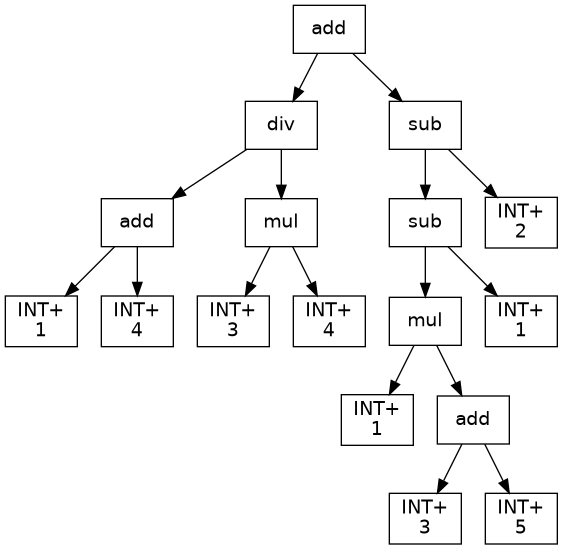 add
div
sub
add
mul
sub
INT+
2
INT+
1
INT+
4
INT+
3
INT+
4
mul
INT+
1
INT+
1
add
INT+
3
INT+
5